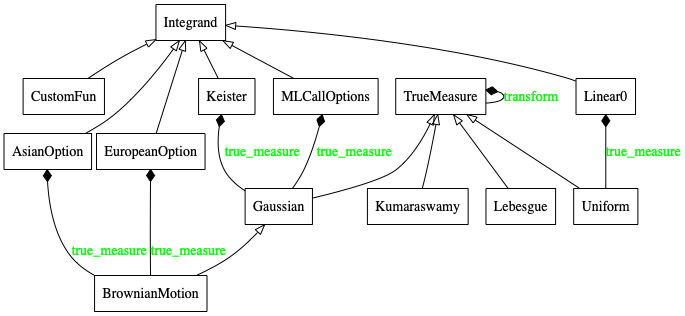 Integrand
CustomFun
Keister
MLCallOptions
TrueMeasure
transform
Linear0
AsianOption
EuropeanOption
true_measure
true_measure
true_measure
Gaussian
Kumaraswamy
Lebesgue
Uniform
true_measure
true_measure
BrownianMotion